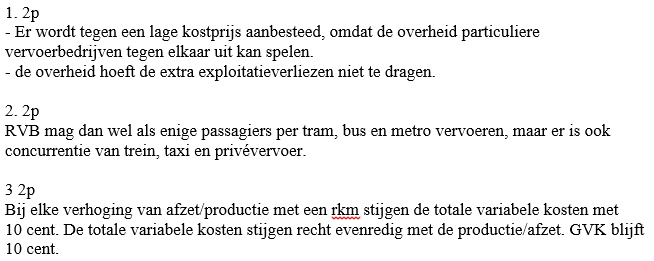 1. 2p
- Er wordt tegen een lage kostprijs aanbesteed, omdat de overheid particuliere
vervoerbedrijven tegen elkaar uit kan spelen.
- de overheid hoeft de extra exploitatieverliezen niet te dragen.
2. 2p
RVB mag dan wel als enige passagiers per tram, bus en metro vervoeren, maar er is ook
concurrentie van trein, taxi en privévervoer.
3 2p
Bij elke verhoging van afzet/productie met een rkm stijgen de totale variabele kosten met
10 cent. De totale variabele kosten stijgen recht evenredig met de productie/afzet. GVK blijft
10 cent.